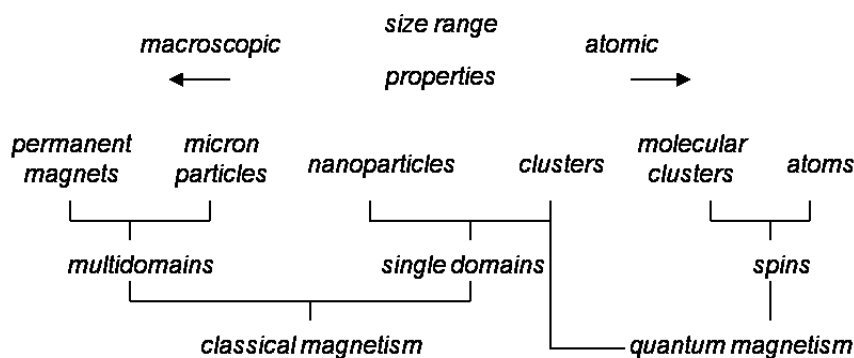 size range
macroscopic
atomic
properties
permanent
magnets
micron
particles
nanoparticles
clusters
molecular
clusters
atoms
multidomains
single domains
spins
classical magnetism
quantum magnetism